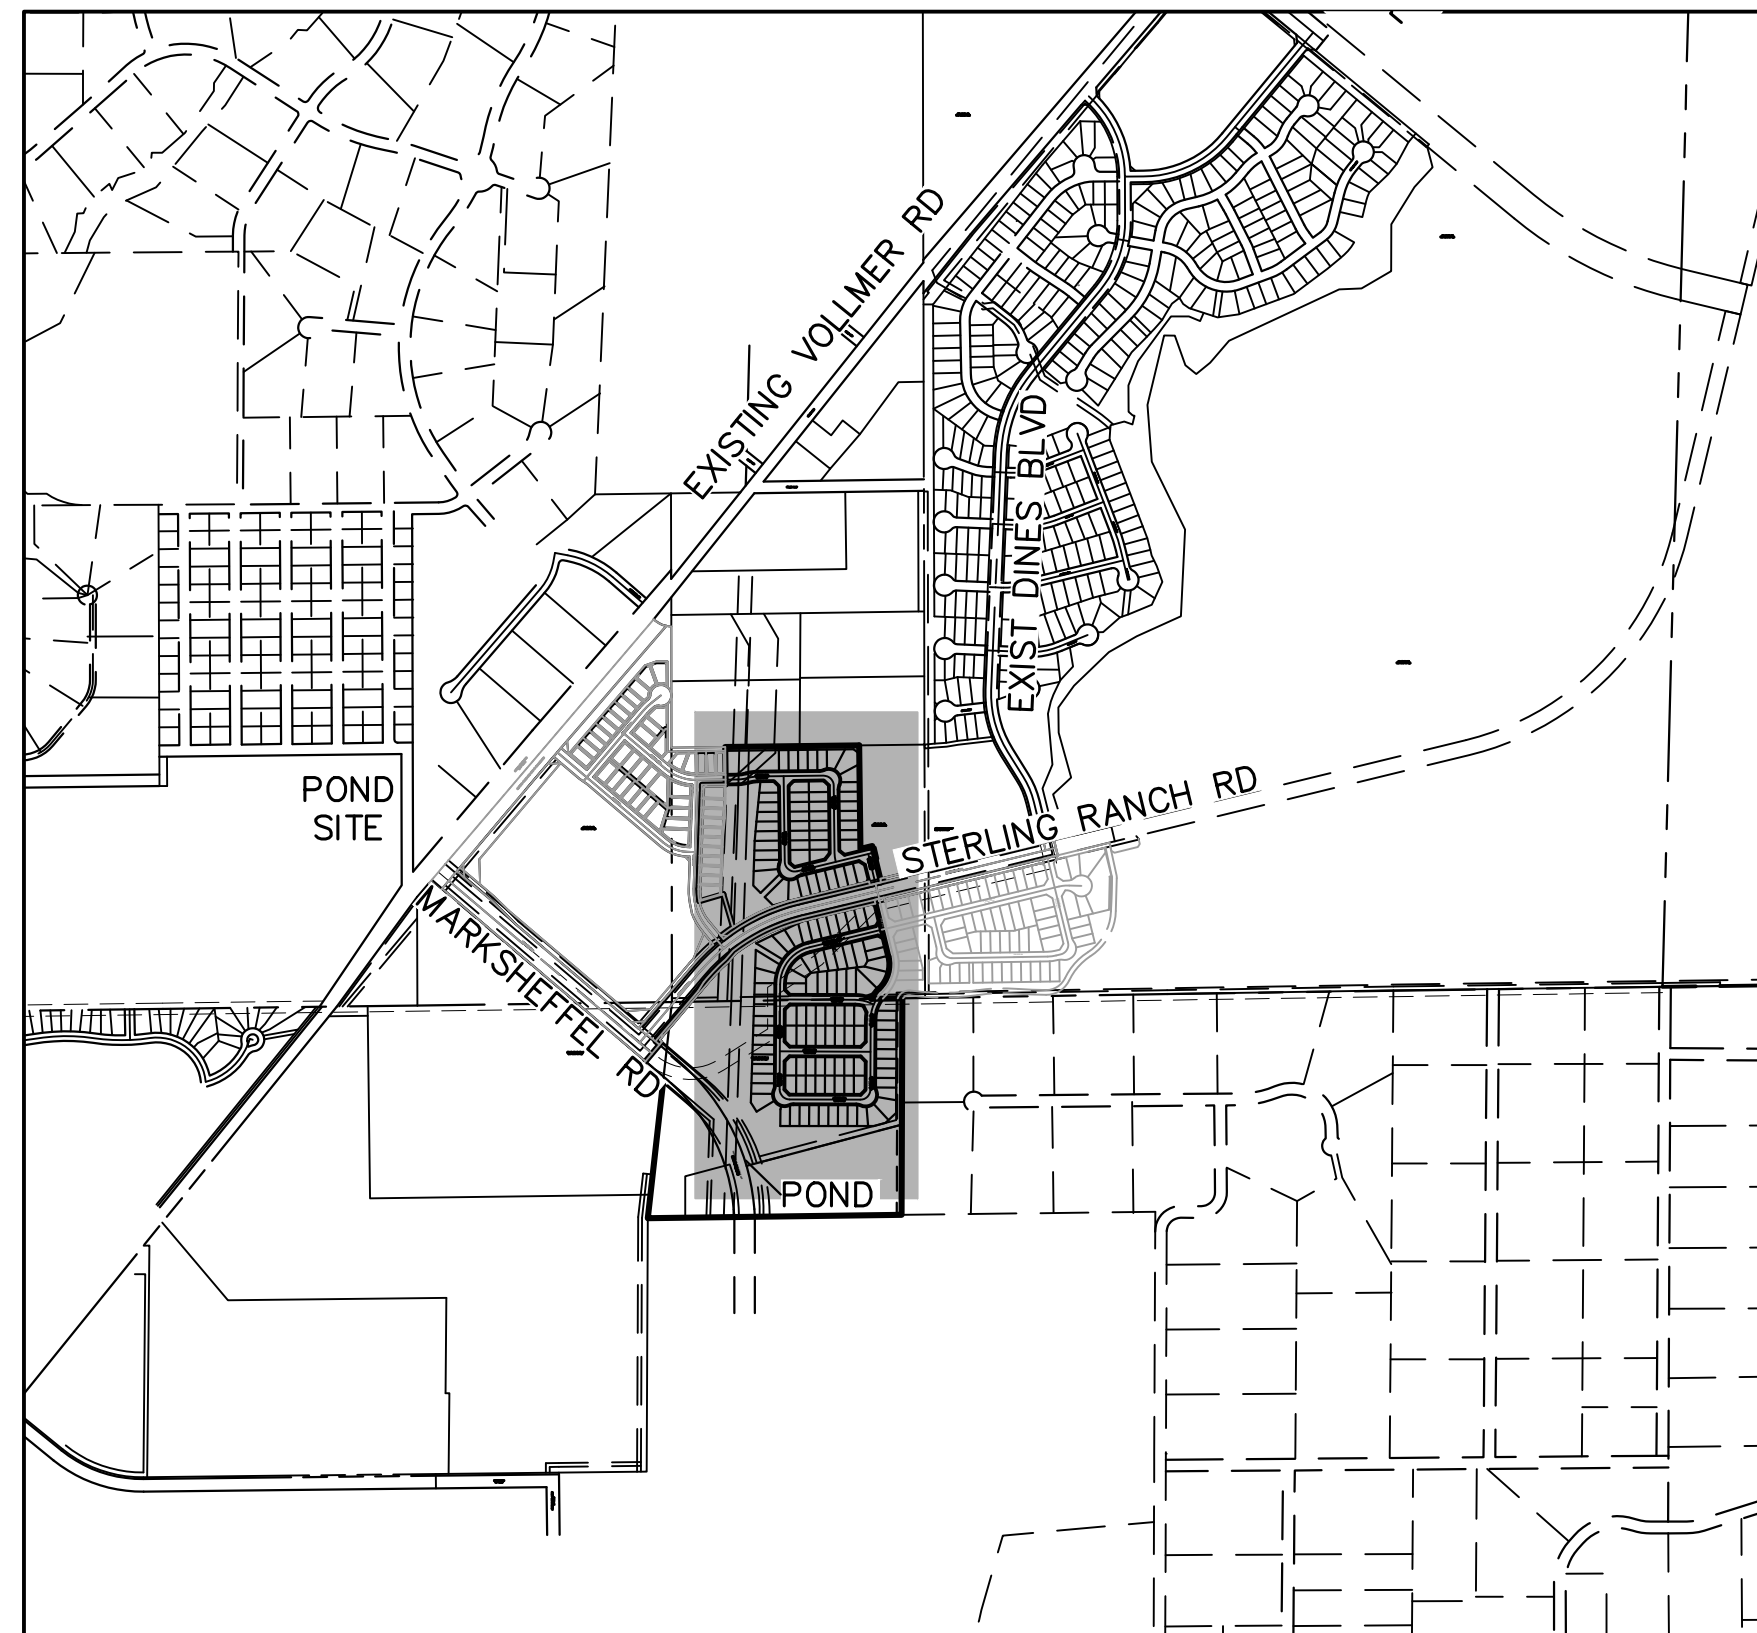 EXISTING VOLLMER RD
EXIST DINES BLVD
POND
SITE
STERLING RANCH RD
MARKSHEFFEL RD
POND